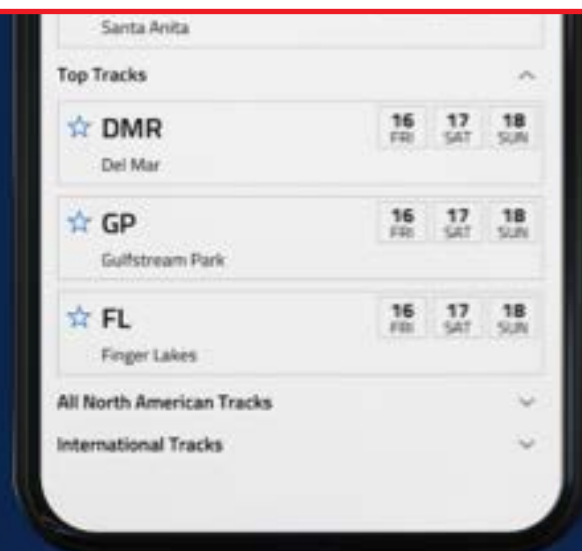 Santa Anita
Top Tracks
DMR
16 17 18
FRI SAT SUN
Del Mar
GP
16 17 18
FRI SAT SUN
Gulfstream Park
FL
16 17 18
FRI SAT SUN
Finger Lakes
All North American Tracks
International Tracks